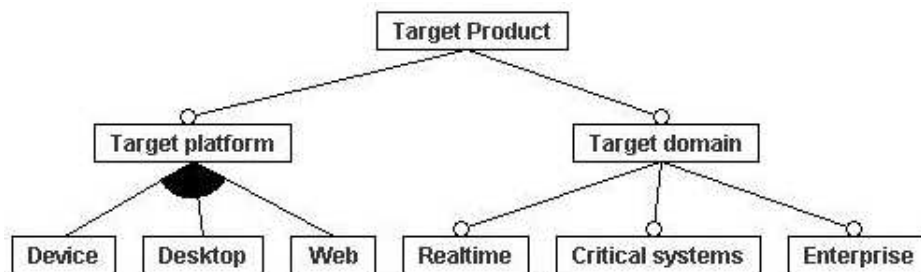 Target Product
Target platform
Target domain
Device
Desktop
Web
Realtime
Critical systems
Enterprise